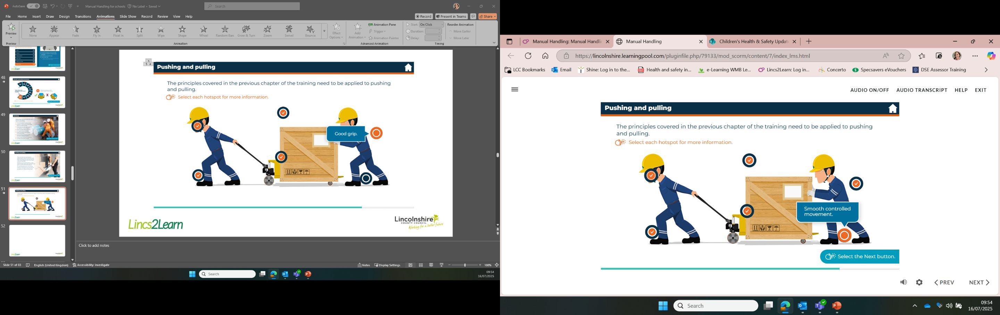 AutoSave
Manual Handling for schools
No Label • Saved
Search
File Home Insert Draw Design Transitions Animations Slide Show Record Review View Help
Record Present in Teams Share
Preview
None Appear Fade Fly In Float In Split Wipe Shape Wheel Random Bars Grow & Turn Zoom Swivel Bounce
Effect Options
Add Animation
Animation Pane
Trigger
Animation Painter
Start: On Click
Duration:
Delay:
Reorder Animation
Move Earlier
Move Later
Preview Animation Advanced Animation Timing
48
49
50
51
52
Pushing and pulling
The principles covered in the previous chapter of the training need to be applied to pushing
and pulling.
Select each hotspot for more information.
Good grip.
Lincs2Learn
Lincolnshire
COUNTY COUNCIL
Working for a better future
Click to add notes
Slide 51 of 83 English (United Kingdom) Accessibility: Investigate
Notes Display Settings 100%
Search
09:54
16/07/2025
Manual Handling: Manual Handlin
Manual Handling
Children's Health & Safety Update
https://lincolnshire.learningpool.com/pluginfile.php/79133/mod_scorm/content/7/index_lms.html
LCC Bookmarks Email Shine: Log in to the... Health and safety in... e-Learning WMB Le... Lincs2Learn: Log in... Concerto Specsavers eVouchers DSE Assessor Training
AUDIO ON/OFF AUDIO TRANSCRIPT HELP EXIT
Pushing and pulling
The principles covered in the previous chapter of the training need to be applied to pushing
and pulling.
Select each hotspot for more information.
Smooth controlled
movement.
Select the Next button.
PREV NEXT
Search
09:54
16/07/2025